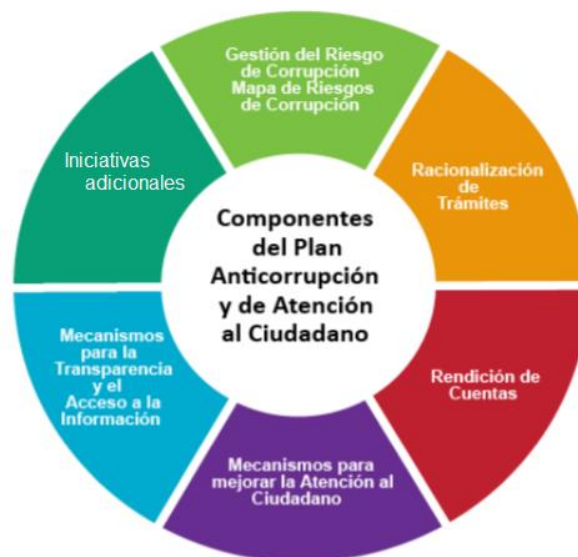 Gestión del Riesgo
de Corrupción
Mapa de Riesgos
de Corrupción
Racionalización
de
Trámites
Rendición de
Cuentas
Mecanismos para
mejorar la Atención al
Ciudadano
Mecanismos
para la
Transparencia
y el
Acceso a la
Información
Iniciativas
adicionales
Componentes
del Plan
Anticorrupción
y de Atención
al Ciudadano